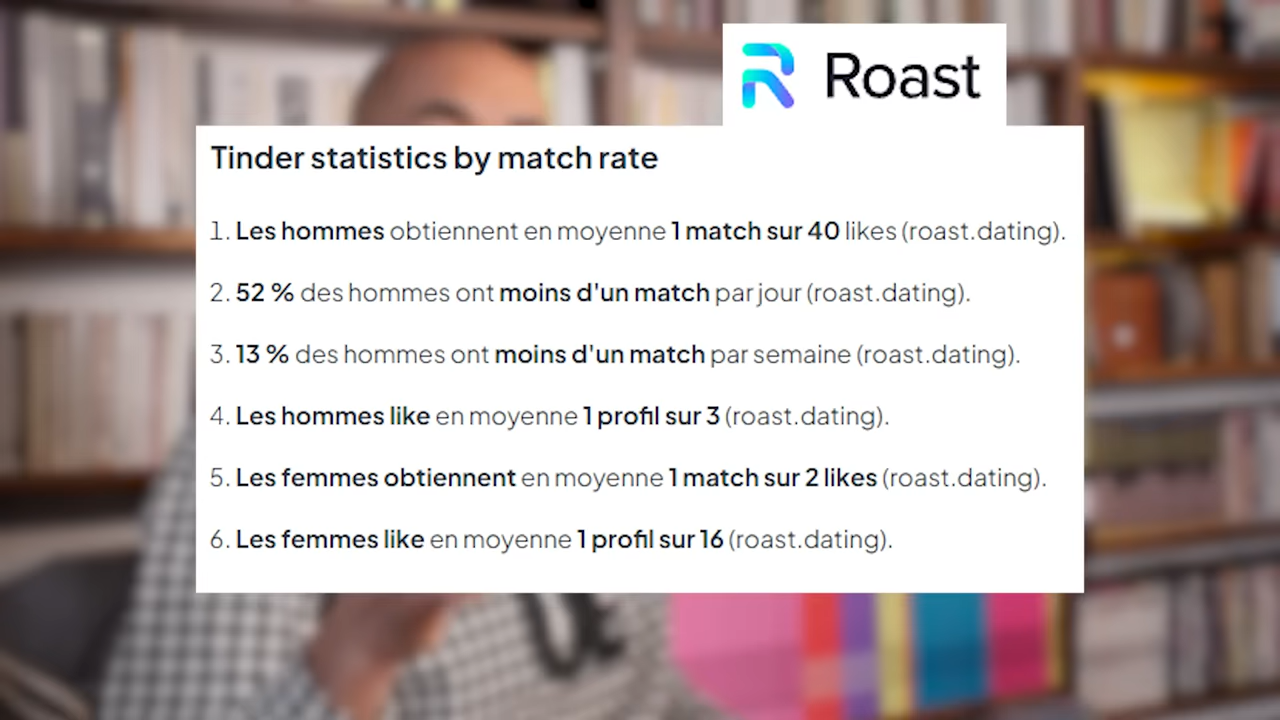 Roast
Tinder statistics by match rate
1. Les hommes obtiennent en moyenne 1 match sur 40 likes (roast.dating).
2. 52 % des hommes ont moins d'un match par jour (roast.dating).
3. 13 % des hommes ont moins d'un match par semaine (roast.dating).
4. Les hommes like en moyenne 1 profil sur 3 (roast.dating).
5. Les femmes obtiennent en moyenne 1 match sur 2 likes (roast.dating).
6. Les femmes like en moyenne 1 profil sur 16 (roast.dating).